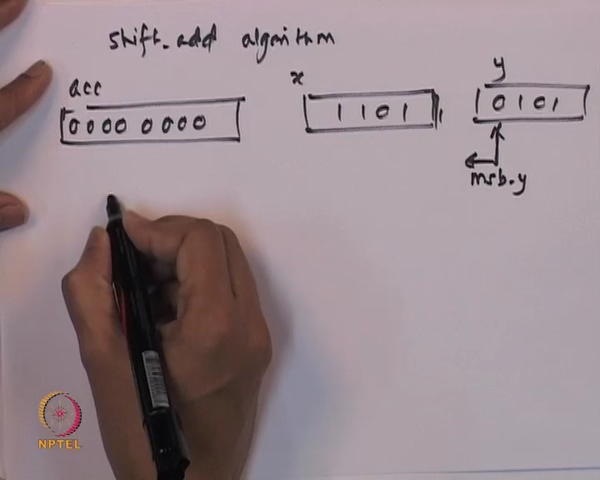 shift-add algorithm
acc x y
0000 0000 1101 0101
msb-y
NPTEL